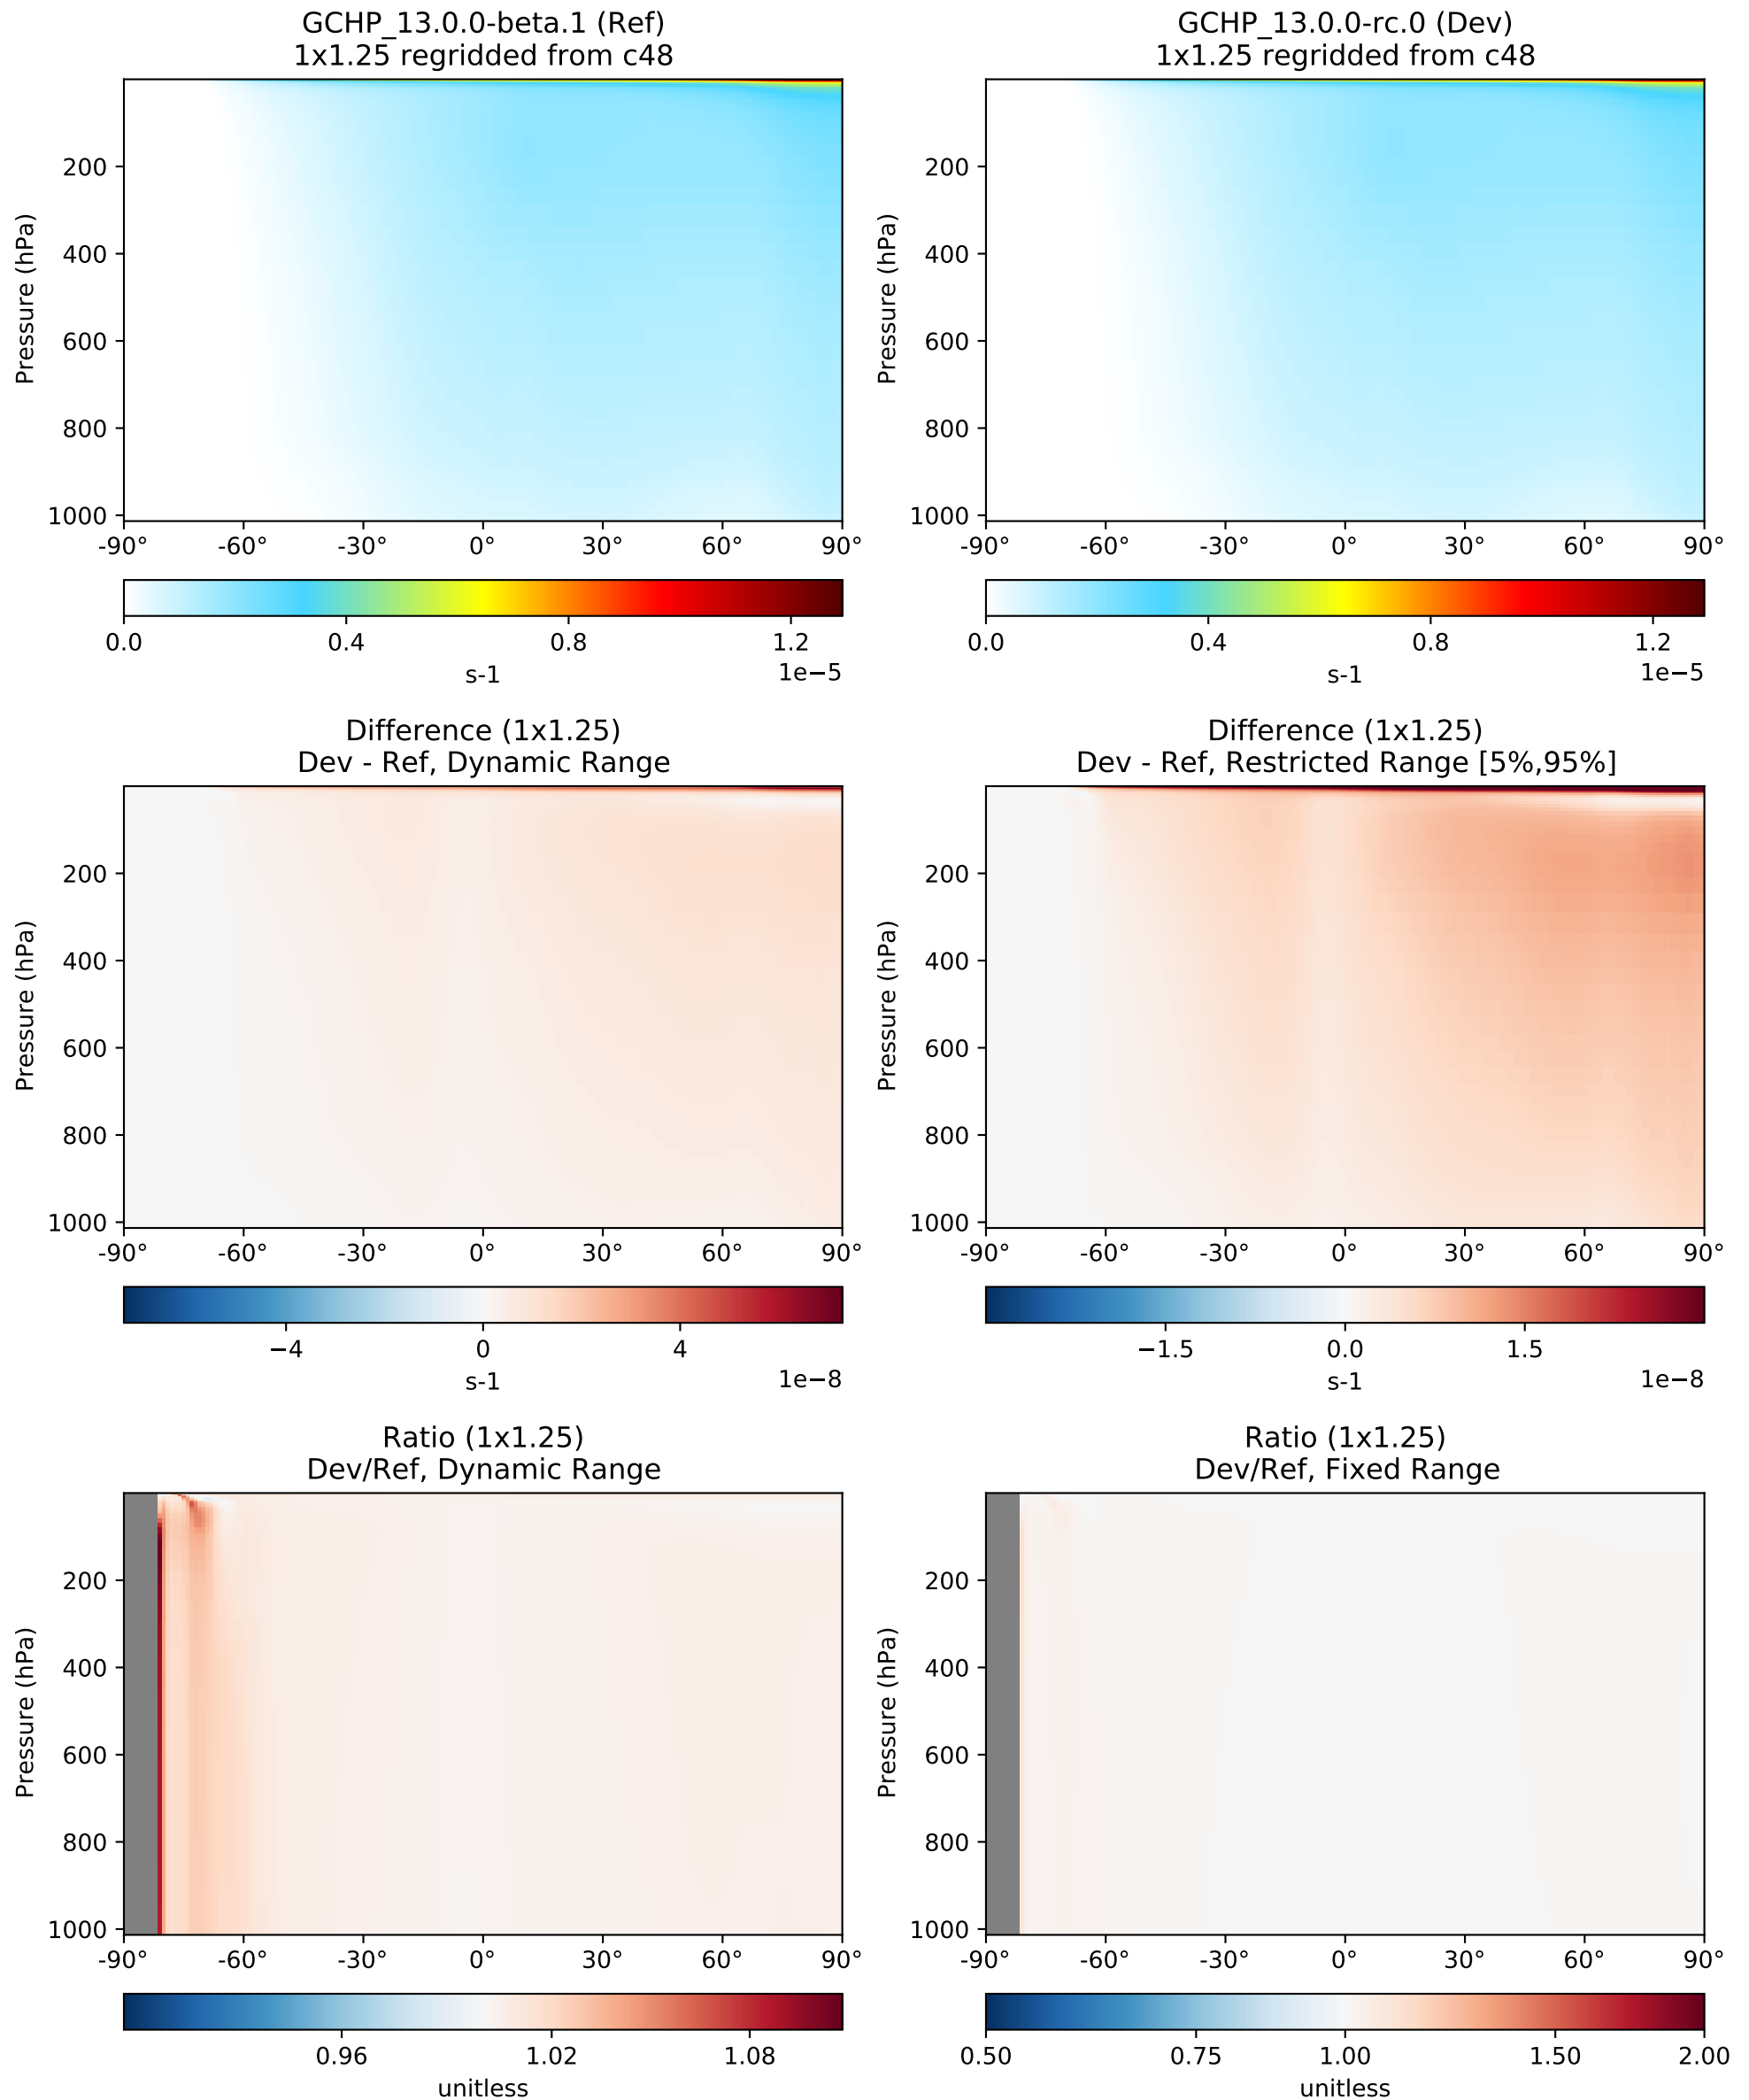 GCHP_13.0.0-beta.1 (Ref)
1x1.25 regridded from c48
Pressure (hPa)
200
400
600
800
1000
-90° -60° -30° 0° 30° 60° 90°
0.0 0.4 0.8 1.2
1e−5
s-1
GCHP_13.0.0-rc.0 (Dev)
1x1.25 regridded from c48
Pressure (hPa)
200
400
600
800
1000
-90° -60° -30° 0° 30° 60° 90°
0.0 0.4 0.8 1.2
1e−5
s-1
Difference (1x1.25)
Dev - Ref, Dynamic Range
Pressure (hPa)
200
400
600
800
1000
-90° -60° -30° 0° 30° 60° 90°
−4 0 4
1e−8
s-1
Difference (1x1.25)
Dev - Ref, Restricted Range [5%,95%]
Pressure (hPa)
200
400
600
800
1000
-90° -60° -30° 0° 30° 60° 90°
−1.5 0.0 1.5
1e−8
s-1
Ratio (1x1.25)
Dev/Ref, Dynamic Range
Pressure (hPa)
200
400
600
800
1000
-90° -60° -30° 0° 30° 60° 90°
0.96 1.02 1.08
unitless
Ratio (1x1.25)
Dev/Ref, Fixed Range
Pressure (hPa)
200
400
600
800
1000
-90° -60° -30° 0° 30° 60° 90°
0.50 0.75 1.00 1.50 2.00
unitless